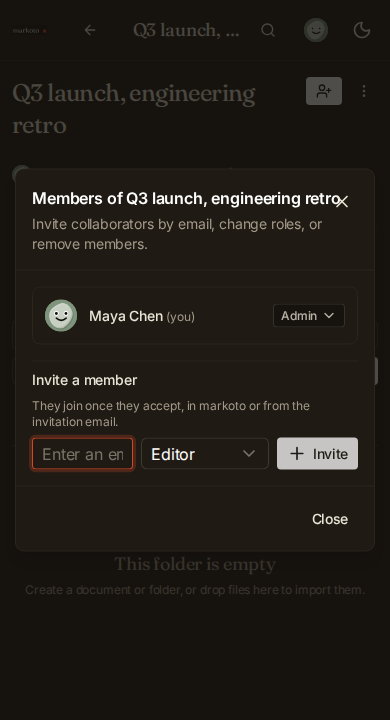 markoto
Q3 launch, ...
Q3 launch, engineering
retro
Members of Q3 launch, engineering retro
Invite collaborators by email, change roles, or
remove members.
Maya Chen (you)
Admin
Invite a member
They join once they accept, in markoto or from the
invitation email.
Enter an en
Editor
Invite
Close
This folder is empty
Create a document or folder, or drop files here to import them.